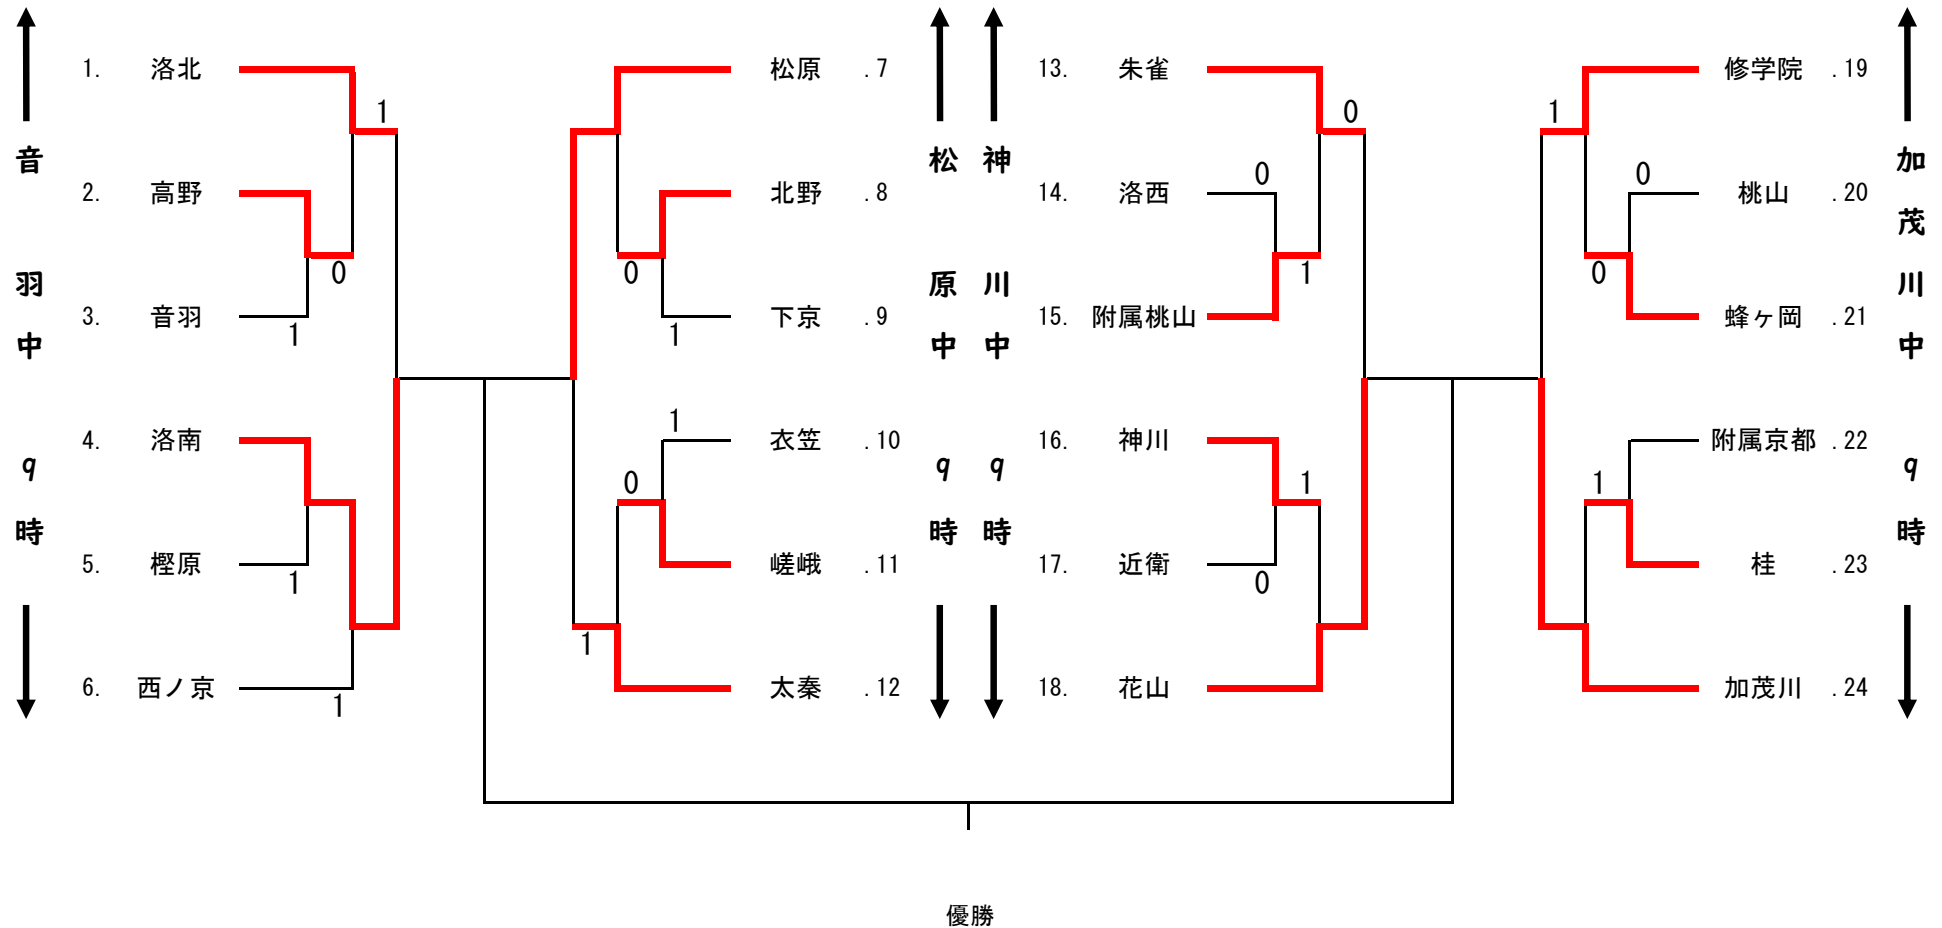 音羽中 9時
1. 洛北
1
2. 高野
0
3. 音羽
1
4. 洛南
5. 樫原
1
6. 西ノ京
1
松原 .7
北野 .8
0
下京 .9
1
1
衣笠 .10
0
嵯峨 .11
1
太秦 .12
松原中 9時
神川中 9時
13. 朱雀
0
0
14. 洛西
1
15. 附属桃山
16. 神川
1
17. 近衛
0
18. 花山
修学院 .19
1
0
桃山 .20
0
蜂ヶ岡 .21
附属京都 .22
1
桂 .23
加茂川 .24
加茂川中 9時
優勝